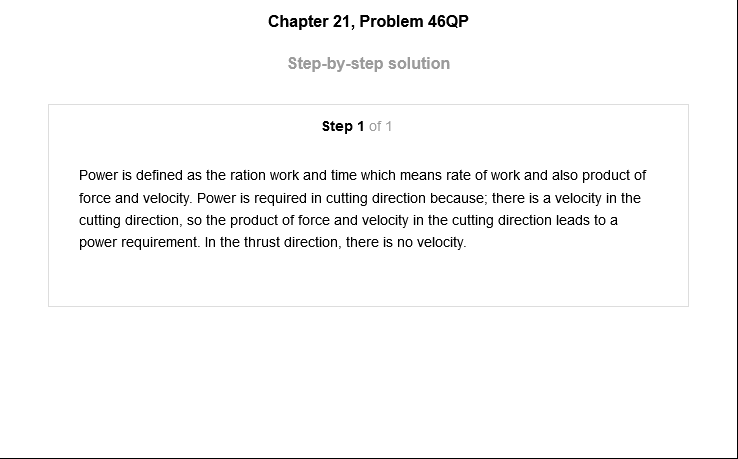 Chapter 21, Problem 46QP
Step-by-step solution
Step 1 of 1
Power is defined as the ration work and time which means rate of work and also product of
force and velocity. Power is required in cutting direction because; there is a velocity in the
cutting direction, so the product of force and velocity in the cutting direction leads to a
power requirement. In the thrust direction, there is no velocity.